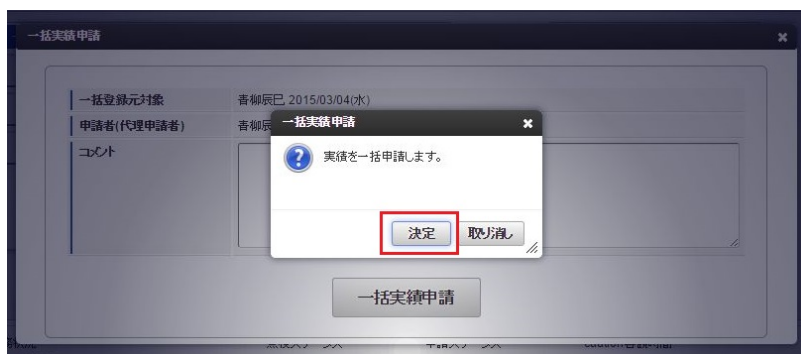 一括実績申請
一括登録元対象 青柳辰巳 2015/03/04(水)
申請者(代理申請者) 青柳辰
コメント
一括実績申請
実績を一括申請します。
決定 取り消し
一括実績申請